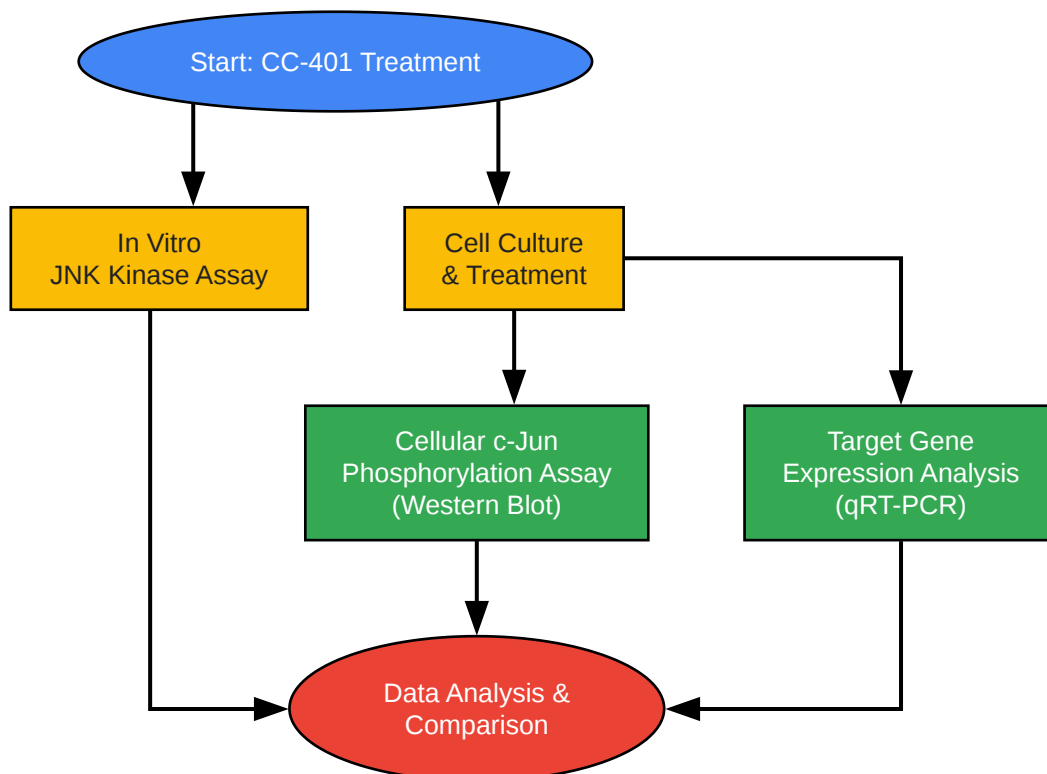 Start: CC-401 Treatment
In Vitro
JNK Kinase Assay
Cell Culture
& Treatment
Cellular c-Jun
Phosphorylation Assay
(Western Blot)
Target Gene
Expression Analysis
(qRT-PCR)
Data Analysis &
Comparison